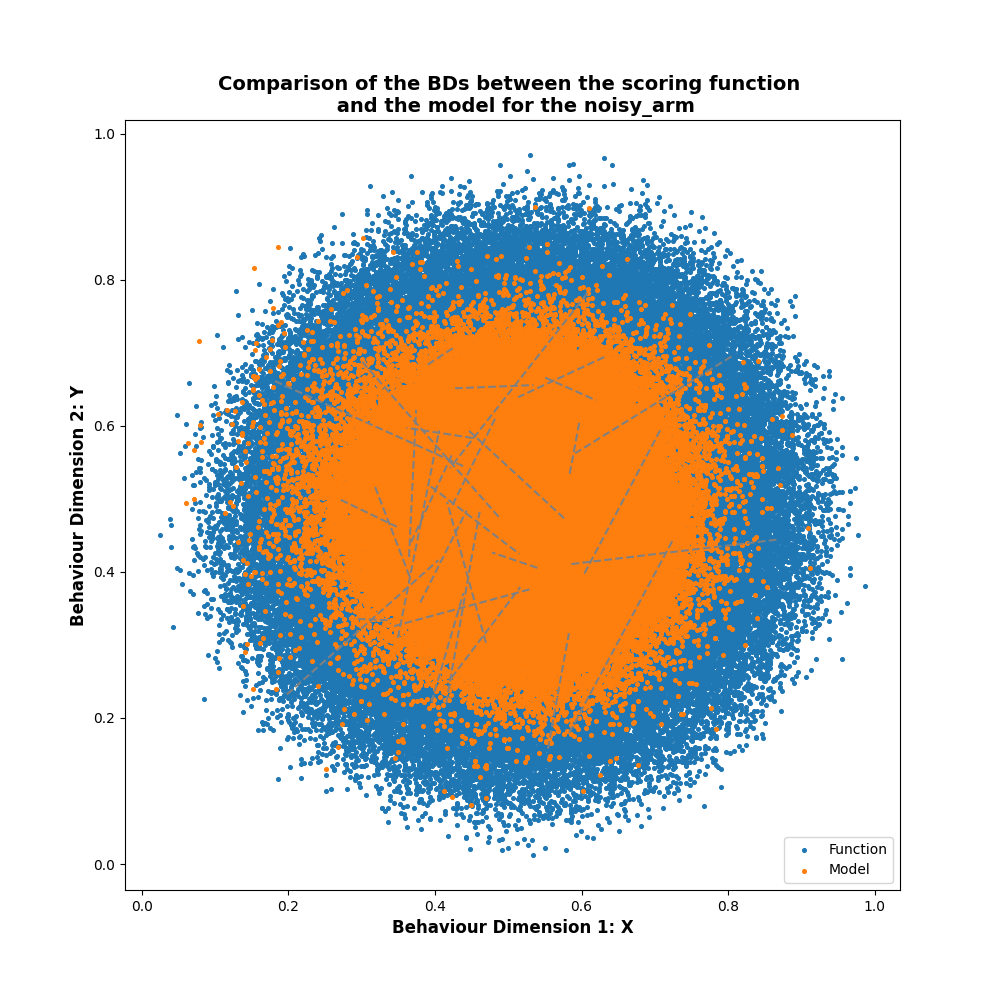 Comparison of the BDs between the scoring function
and the model for the noisy_arm
1.0
0.8
0.6
0.4
0.2
0.0
Behaviour Dimension 2: Y
Function
Model
0.0 0.2 0.4 0.6 0.8 1.0
Behaviour Dimension 1: X